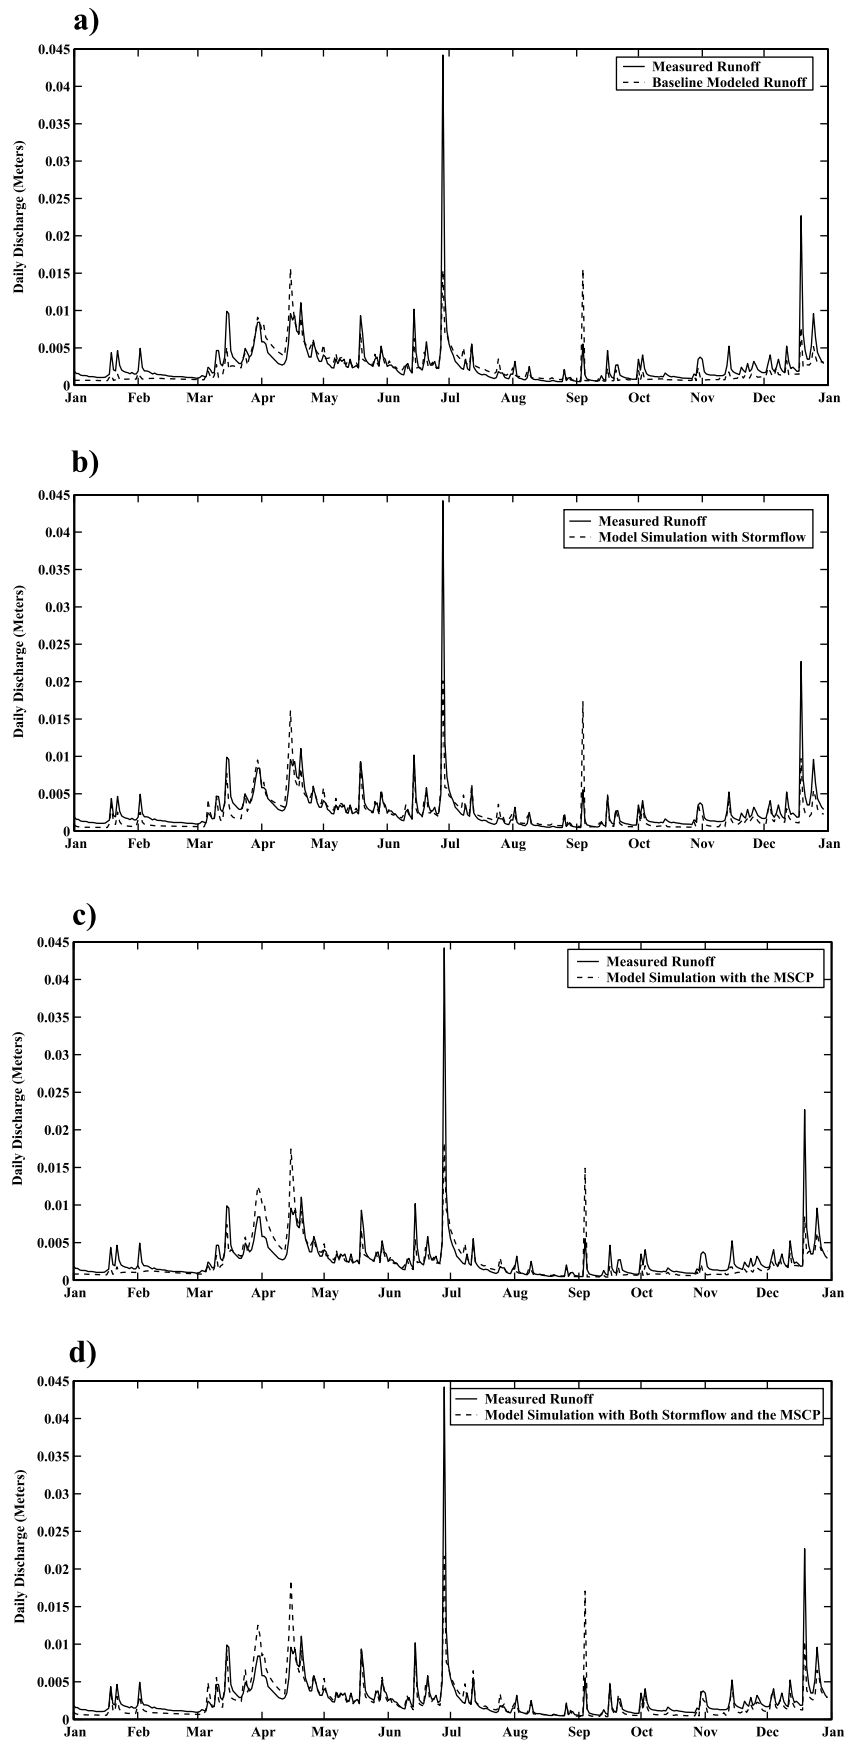 a)
0.045
0.04
0.035
0.03
0.025
0.02
0.015
0.01
0.005
0
Daily Discharge (Meters)
Measured Runoff
Baseline Modeled Runoff
Jan Feb Mar Apr May Jun Jul Aug Sep Oct Nov Dec Jan
b)
0.045
0.04
0.035
0.03
0.025
0.02
0.015
0.01
0.005
0
Daily Discharge (Meters)
Measured Runoff
Model Simulation with Stormflow
Jan Feb Mar Apr May Jun Jul Aug Sep Oct Nov Dec Jan
c)
0.045
0.04
0.035
0.03
0.025
0.02
0.015
0.01
0.005
0
Daily Discharge (Meters)
Measured Runoff
Model Simulation with the MSCP
Jan Feb Mar Apr May Jun Jul Aug Sep Oct Nov Dec Jan
d)
0.045
0.04
0.035
0.03
0.025
0.02
0.015
0.01
0.005
0
Daily Discharge (Meters)
Measured Runoff
Model Simulation with Both Stormflow and the MSCP
Jan Feb Mar Apr May Jun Jul Aug Sep Oct Nov Dec Jan